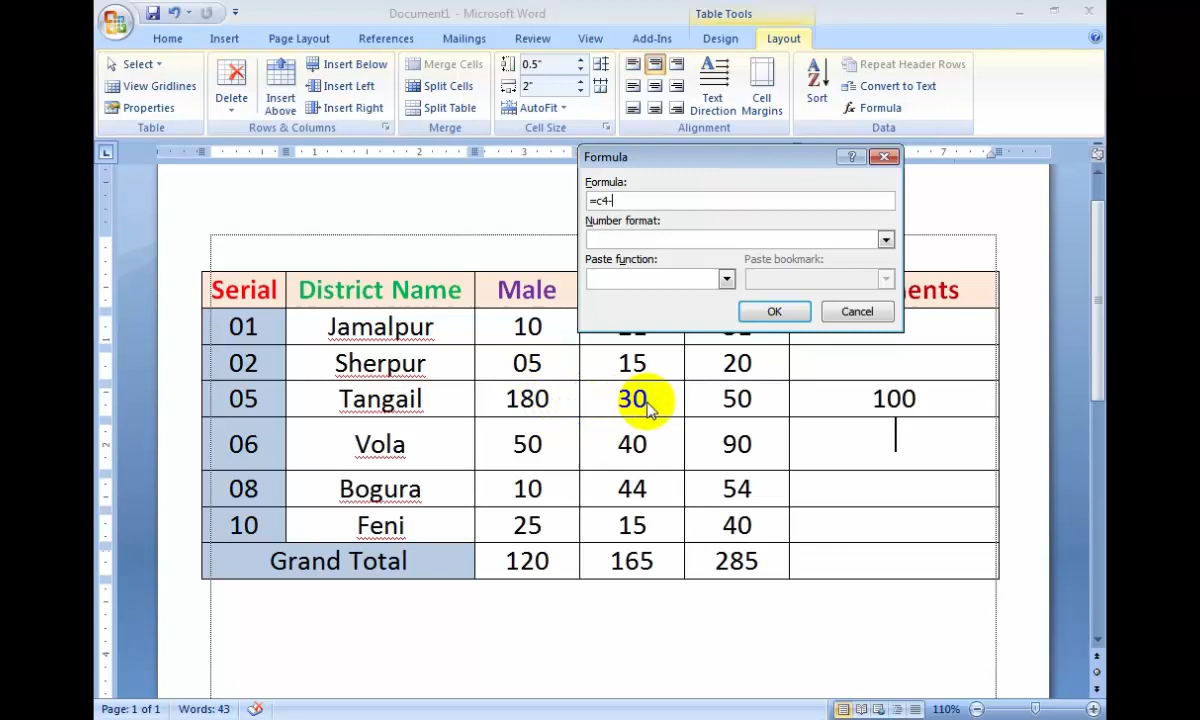 Document1 - Microsoft Word
Table Tools
Home Insert Page Layout References Mailings Review View Add-Ins Design Layout
Select
View Gridlines
Properties
Table
Delete
Insert Above
Insert Below
Insert Left
Insert Right
Rows & Columns
Merge Cells
Split Cells
Split Table
Merge
0.5"
2"
AutoFit
Cell Size
Text Direction
Cell Margins
Alignment
Sort
Repeat Header Rows
Convert to Text
Formula
Data
L
1 2 3 7
Formula
Formula:
=c4-
Number format:
Paste function: Paste bookmark:
OK Cancel
Serial District Name Male
01 Jamalpur 10
02 Sherpur 05 15 20
05 Tangail 180 30 50 100
06 Vola 50 40 90
08 Bogura 10 44 54
10 Feni 25 15 40
Grand Total 120 165 285
Page: 1 of 1 Words: 43 110%